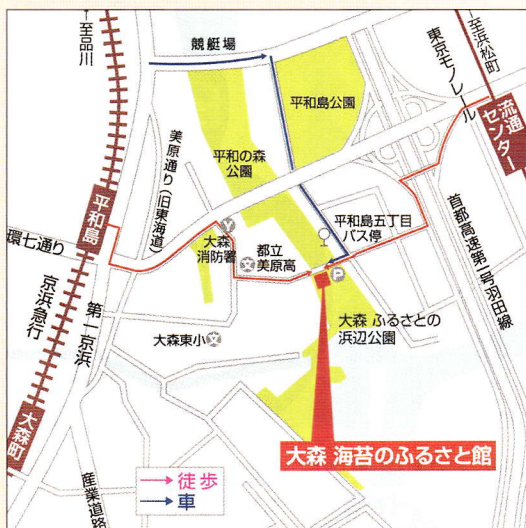 至品川
競艇場
至浜松町
東京モノレール
平和島公園
流通
センター
美原通り(旧東海道)
平和の森
公園
平和島
平和島五丁目
バス停
環七通り
大森
消防署
都立
美原高
P
首都高速第一号羽田線
京浜急行
第一京浜
大森東小
大森 ふるさとの
浜辺公園
大森町
大森 海苔のふるさと館
産業道路
徒歩
車